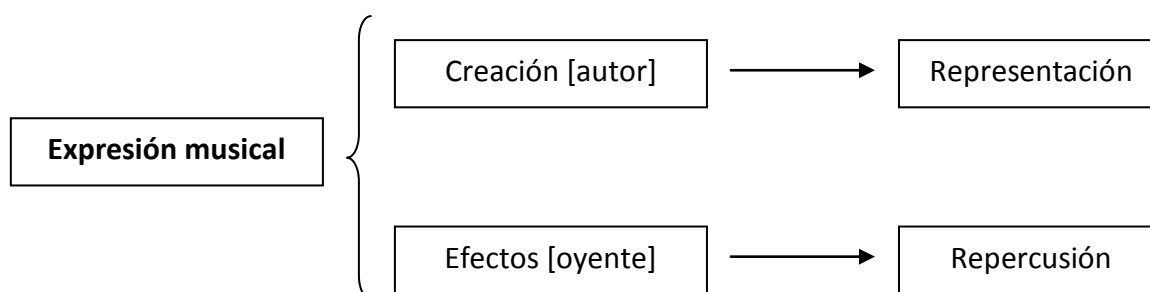 Creación [autor]
Representación
Expresión musical
Efectos [oyente]
Repercusión